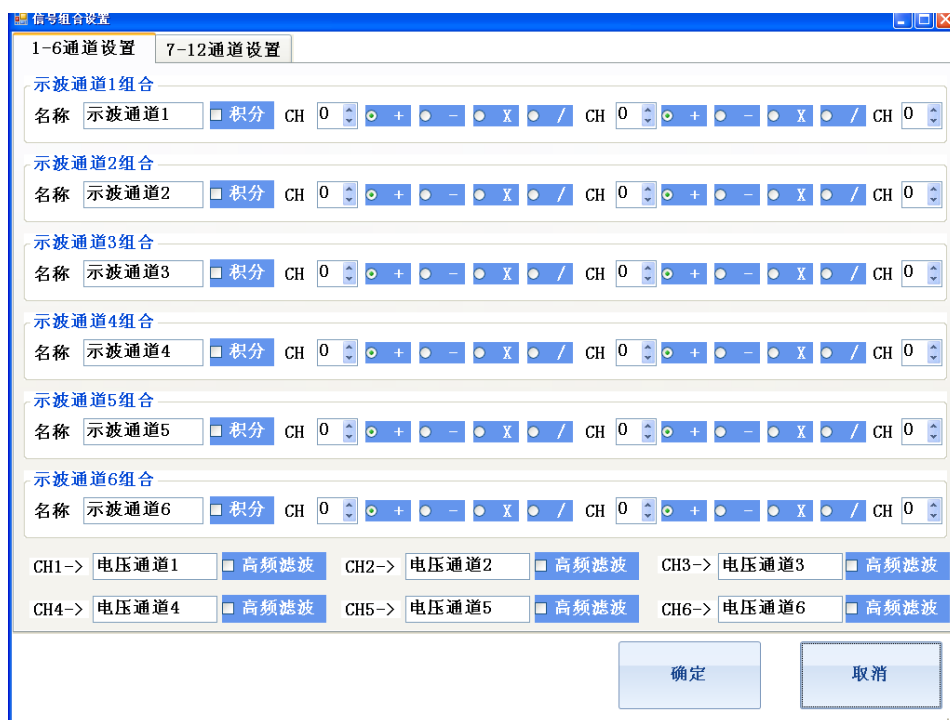 信号组合设置
1-6通道设置 7-12通道设置
示波通道1组合
名称 示波通道1 积分 CH 0 + - X / CH 0 + - X / CH 0
示波通道2组合
名称 示波通道2 积分 CH 0 + - X / CH 0 + - X / CH 0
示波通道3组合
名称 示波通道3 积分 CH 0 + - X / CH 0 + - X / CH 0
示波通道4组合
名称 示波通道4 积分 CH 0 + - X / CH 0 + - X / CH 0
示波通道5组合
名称 示波通道5 积分 CH 0 + - X / CH 0 + - X / CH 0
示波通道6组合
名称 示波通道6 积分 CH 0 + - X / CH 0 + - X / CH 0
CH1-> 电压通道1 高频滤波 CH2-> 电压通道2 高频滤波 CH3-> 电压通道3 高频滤波
CH4-> 电压通道4 高频滤波 CH5-> 电压通道5 高频滤波 CH6-> 电压通道6 高频滤波
确定 取消